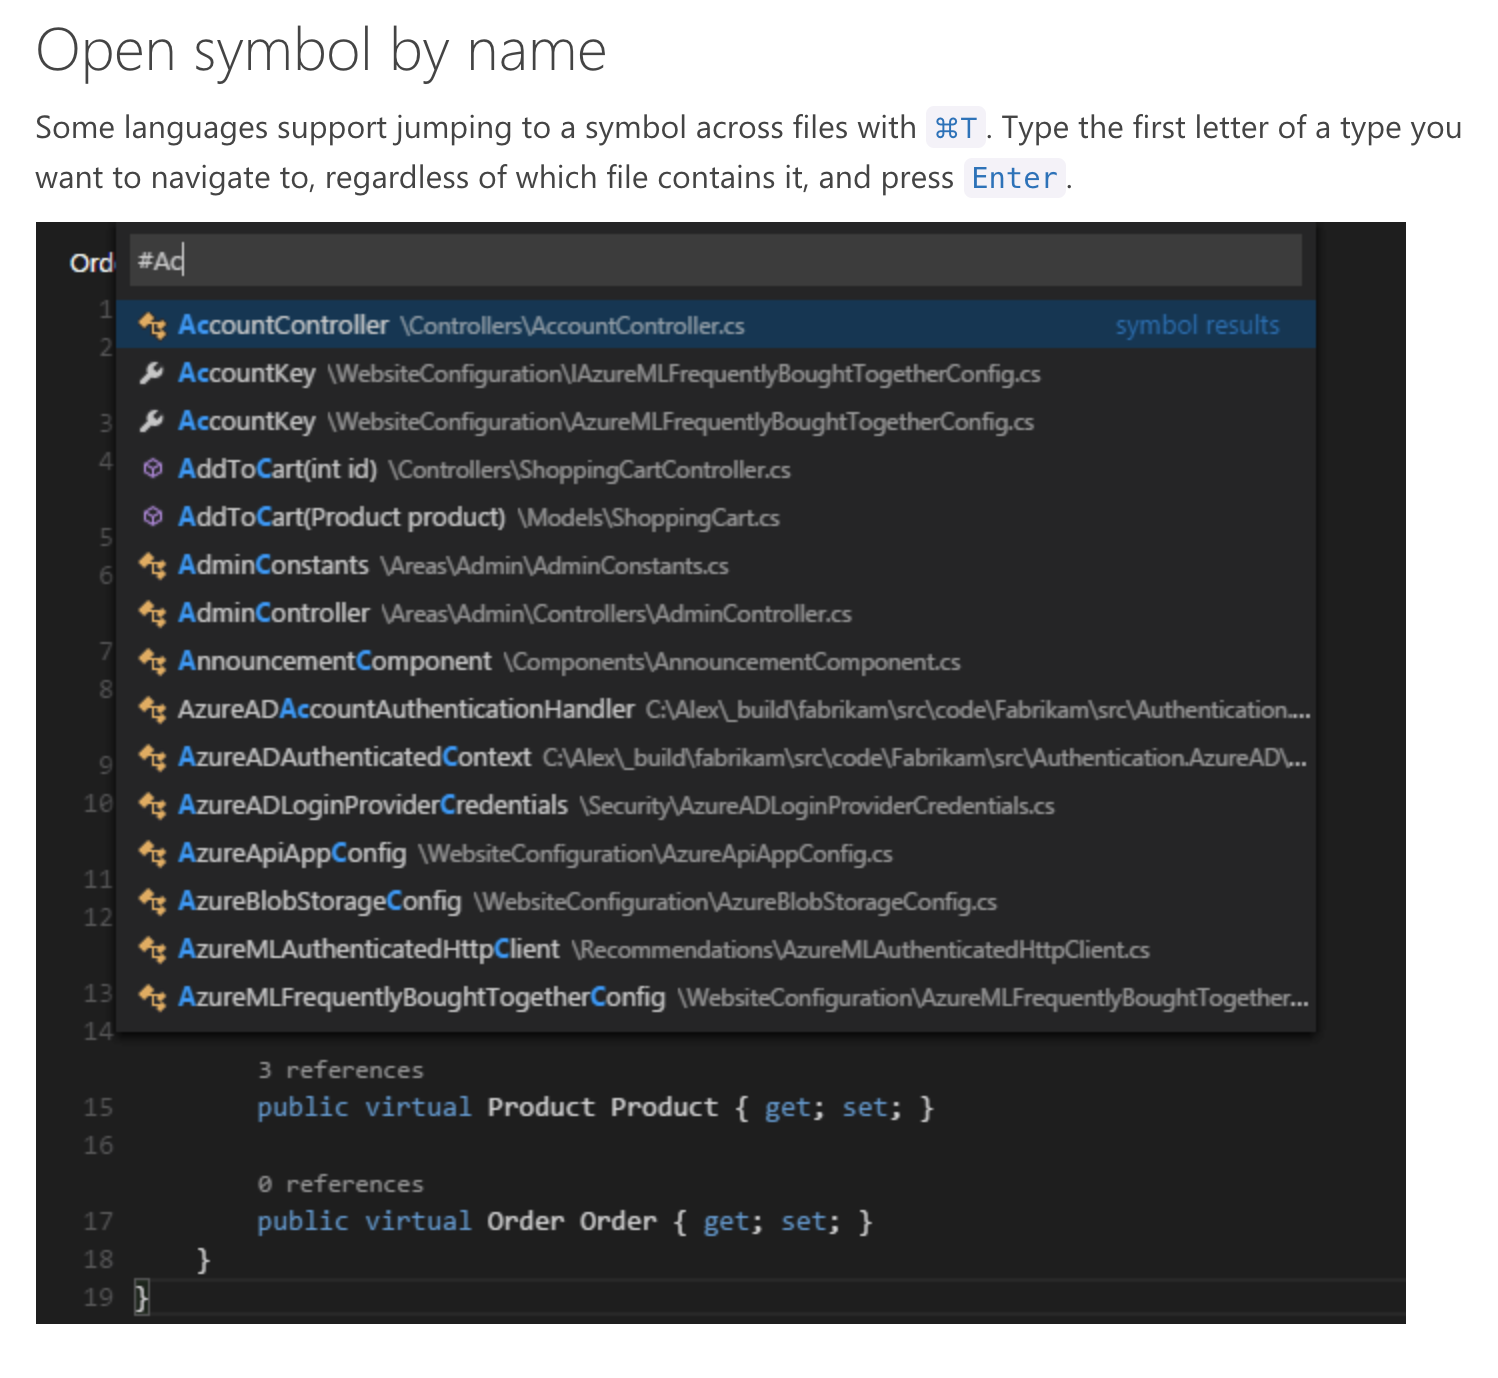 Open symbol by name
Some languages support jumping to a symbol across files with ⌘T. Type the first letter of a type you
want to navigate to, regardless of which file contains it, and press Enter.
#Ac
1 AccountController \Controllers\AccountController.cs symbol results
2
AccountKey \WebsiteConfiguration\IAzureMLFrequentlyBoughtTogetherConfig.cs
3 AccountKey \WebsiteConfiguration\AzureMLFrequentlyBoughtTogetherConfig.cs
4 AddToCart(int id) \Controllers\ShoppingCartController.cs
5 AddToCart(Product product) \Models\ShoppingCart.cs
6 AdminConstants \Areas\Admin\AdminConstants.cs
AdminController \Areas\Admin\Controllers\AdminController.cs
7 AnnouncementComponent \Components\AnnouncementComponent.cs
8 AzureADAccountAuthenticationHandler C:\Alex\_build\fabrikam\src\code\Fabrikam\src\Authentication....
9 AzureADAuthenticatedContext C:\Alex\_build\fabrikam\src\code\Fabrikam\src\Authentication.AzureAD\...
10 AzureADLoginProviderCredentials \Security\AzureADLoginProviderCredentials.cs
AzureApiAppConfig \WebsiteConfiguration\AzureApiAppConfig.cs
11
12 AzureBlobStorageConfig \WebsiteConfiguration\AzureBlobStorageConfig.cs
AzureMLAuthenticatedHttpClient \Recommendations\AzureMLAuthenticatedHttpClient.cs
13 AzureMLFrequentlyBoughtTogetherConfig \WebsiteConfiguration\AzureMLFrequentlyBoughtTogether...
14
3 references
15 public virtual Product Product { get; set; }
16
0 references
17 public virtual Order Order { get; set; }
18 }
19 }